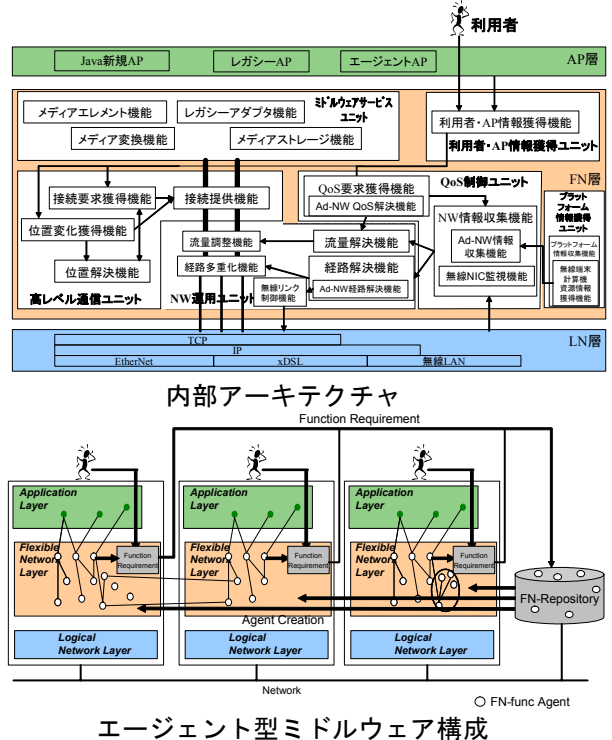 利用者
Java新規AP
レガシーAP
エージェントAP
AP層
ミドルウェアサービス
ユニット
メディアエレメント機能
レガシーアダプタ機能
メディア変換機能
メディアストレージ機能
利用者・AP情報獲得機能
利用者・AP情報獲得ユニット
FN層
QoS制御ユニット
接続要求獲得機能
接続提供機能
位置変化獲得機能
位置解決機能
高レベル通信ユニット
QoS要求獲得機能
Ad-NW QoS解決機能
流量調整機能
流量解決機能
経路多重化機能
経路解決機能
Ad-NW経路解決機能
無線リンク
制御機能
NW運用ユニット
NW情報収集機能
Ad-NW情報
収集機能
無線NIC監視機能
プラット
フォーム
情報獲得
ユニット
プラットフォーム
情報収集機能
無線端末
計算機
資源情報
獲得機能
LN層
TCP
IP
EtherNet
xDSL
無線LAN
内部アーキテクチャ
Function Requirement
Application
Layer
Application
Layer
Application
Layer
Flexible
Network
Layer
Function
Requirement
Flexible
Network
Layer
Function
Requirement
Flexible
Network
Layer
Function
Requirement
FN-Repository
Agent Creation
Logical
Network Layer
Logical
Network Layer
Logical
Network Layer
Network
FN-func Agent
エージェント型ミドルウェア構成